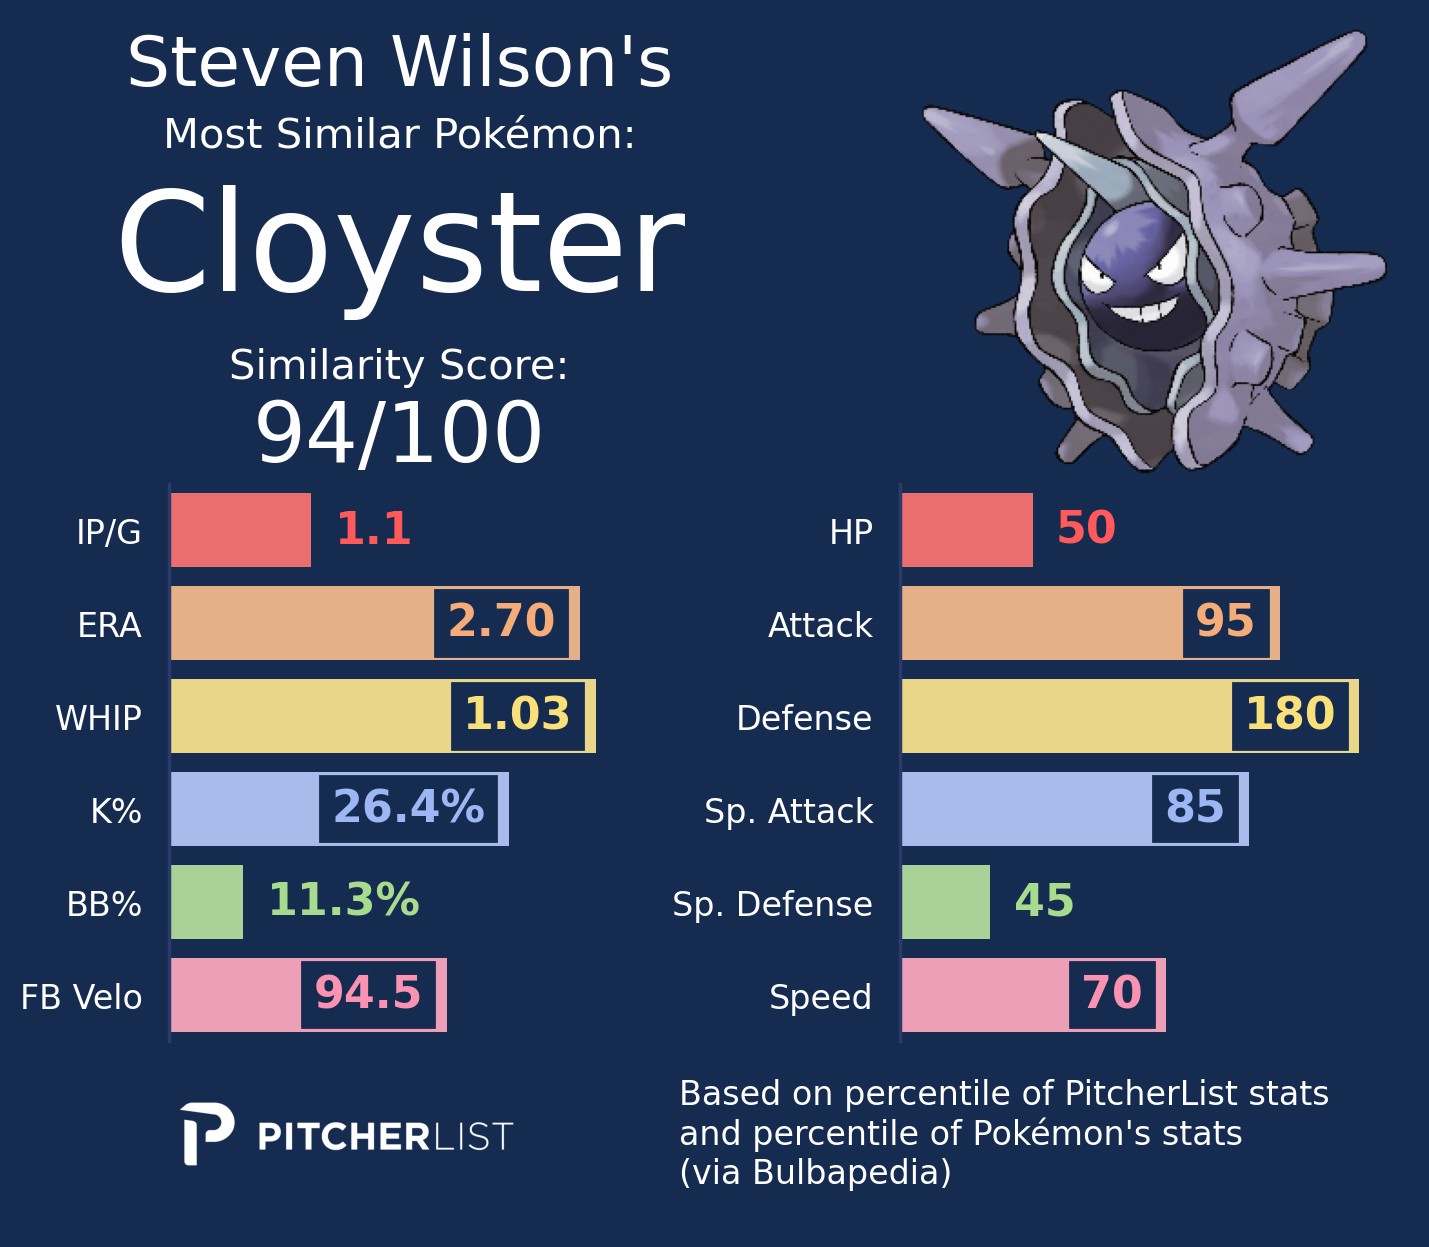 Steven Wilson's
Most Similar Pokémon:
Cloyster
Similarity Score:
94/100
IP/G 1.1
ERA 2.70
WHIP 1.03
K% 26.4%
BB% 11.3%
FB Velo 94.5
HP 50
Attack 95
Defense 180
Sp. Attack 85
Sp. Defense 45
Speed 70
PITCHERLIST
Based on percentile of PitcherList stats
and percentile of Pokémon's stats
(via Bulbapedia)